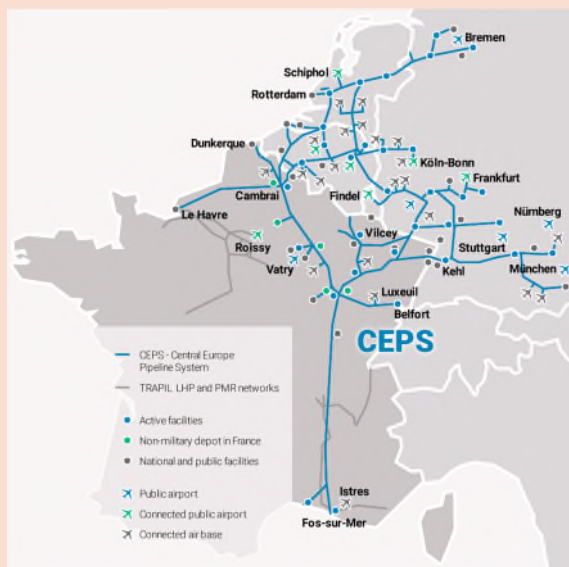 Bremen
Schiphol
Rotterdam
Dunkerque
Köln-Bonn
Frankfurt
Cambrai
Findel
Le Havre
Nürnberg
Vilcey
Roissy
Stuttgart
Vatry
Kehl
München
Luxeuil
Belfort
CEPS
CEPS - Central Europe
Pipeline System
TRAPIL LHP and PMR networks
Active facilities
Non-military depot in France
National and public facilities
Public airport
Connected public airport
Connected air base
Istres
Fos-sur-Mer